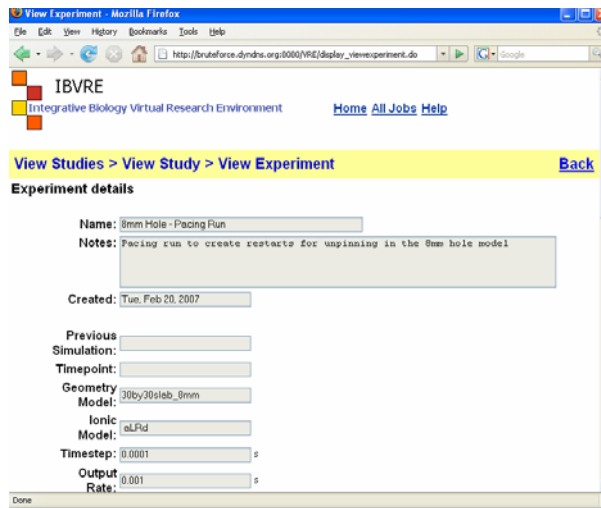 View Experiment - Mozilla Firefox
File Edit View History Bookmarks Tools Help
http://bruteforce.dyndns.org:8080/VRE/display_viewexperiment.do
Google
IBVRE
Integrative Biology Virtual Research Environment
Home All Jobs Help
View Studies > View Study > View Experiment Back
Experiment details
Name: 8mm Hole - Pacing Run
Notes: Pacing run to create restarts for unpinning in the 8mm hole model
Created: Tue, Feb 20, 2007
Previous
Simulation:
Timepoint:
Geometry
Model: 30by30slab_8mm
Ionic
Model: aLRd
Timestep: 0.0001 s
Output
Rate: 0.001 s
Done